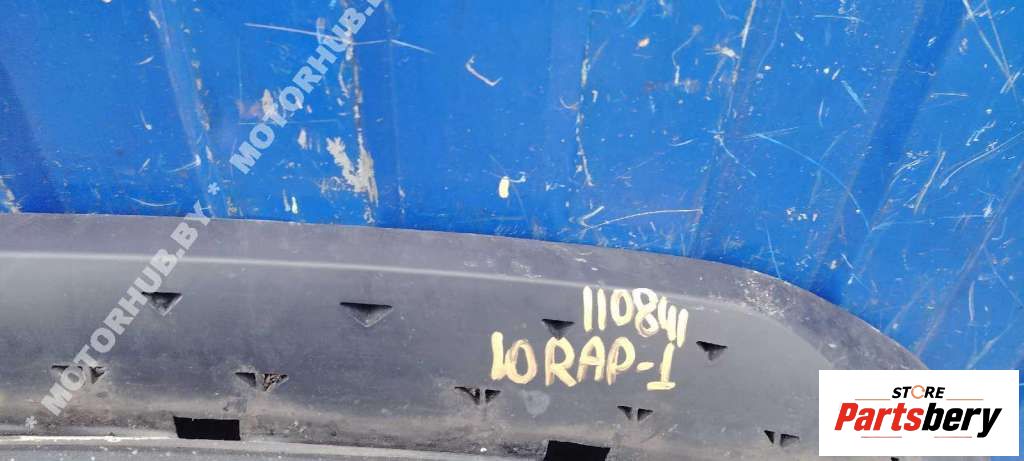 * MOTORHUB.BY * MOTORHUB.BY *
110841
10RAP-1
STORE
Partsbery